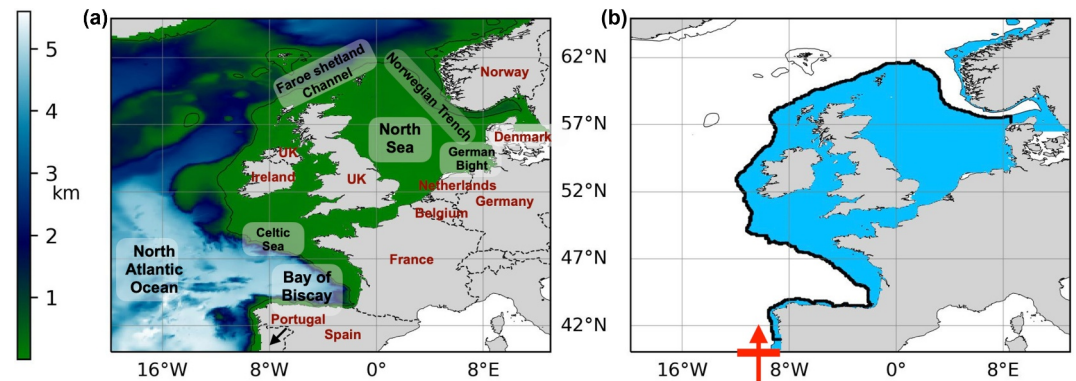 (a)
(b)
5
4
3
km
2
1
Faroe shetland
Channel
Norwegian Trench
Norway
North
Sea
Denmark
German
Bight
UK
Ireland
UK
Netherlands
Germany
Belgium
Celtic
Sea
France
North
Atlantic
Ocean
Bay of
Biscay
Portugal
Spain
16°W
8°W
0°
8°E
62°N
57°N
52°N
47°N
42°N
16°W
8°W
0°
8°E